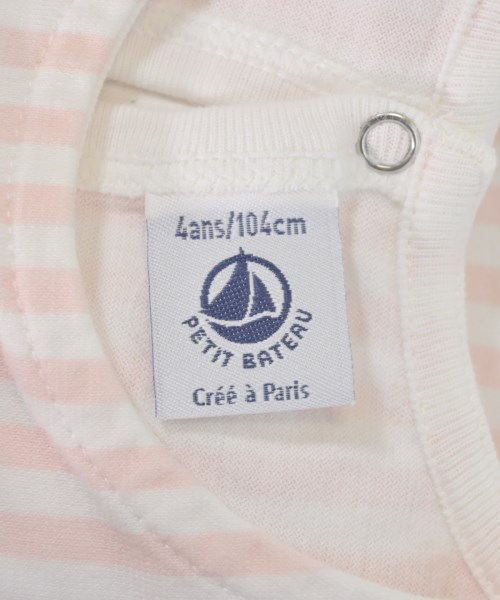 4ans/104cm
PETIT BATEAU
Créé à Paris